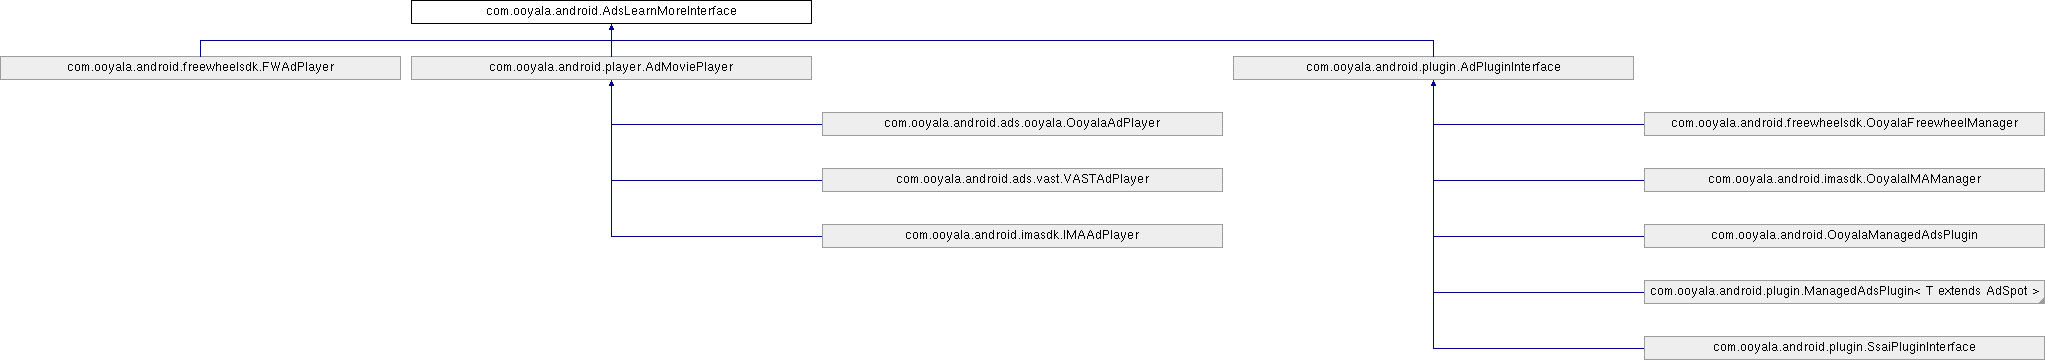 com.ooyala.android.AdsLearnMoreInterface
com.ooyala.android.freewheelsdk.FWAdPlayer
com.ooyala.android.player.AdMoviePlayer
com.ooyala.android.plugin.AdPluginInterface
com.ooyala.android.ads.ooyala.OoyalaAdPlayer
com.ooyala.android.freewheelsdk.OoyalaFreewheelManager
com.ooyala.android.ads.vast.VASTAdPlayer
com.ooyala.android.imasdk.OoyalaIMAManager
com.ooyala.android.imasdk.IMAAdPlayer
com.ooyala.android.OoyalaManagedAdsPlugin
com.ooyala.android.plugin.ManagedAdsPlugin< T extends AdSpot >
com.ooyala.android.plugin.SsaiPluginInterface